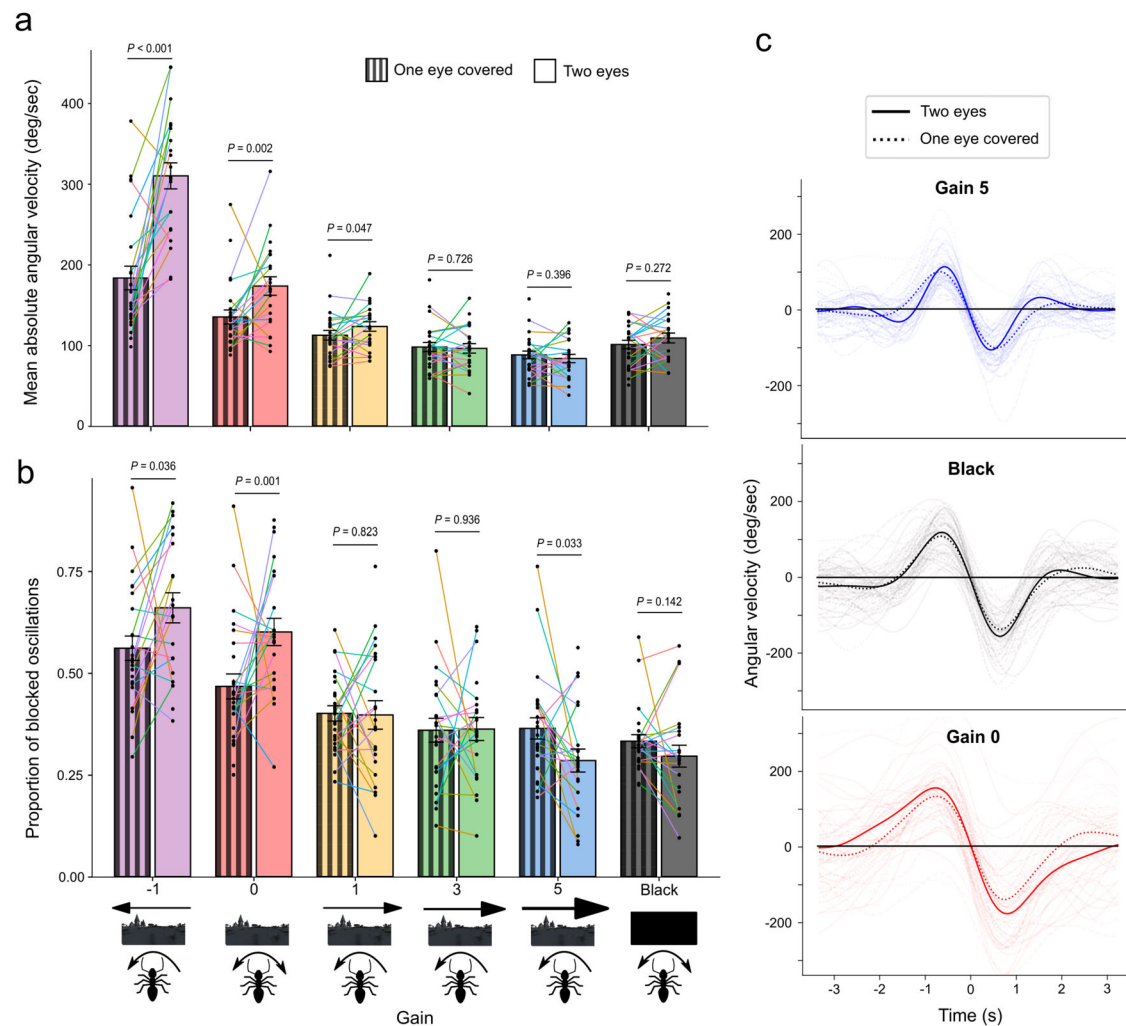 a
Mean absolute angular velocity (deg/sec)
400
300
200
100
0
P < 0.001
P = 0.002
P = 0.047
P = 0.726
P = 0.396
P = 0.272
One eye covered
Two eyes
b
Proportion of blocked oscillations
0.75
0.50
0.25
0.00
P = 0.036
P = 0.001
P = 0.823
P = 0.936
P = 0.033
P = 0.142
-1 0 1 3 5 Black
Gain
c
Two eyes
One eye covered
Angular velocity (deg/sec)
Gain 5
200
0
-200
Black
200
0
-200
Gain 0
200
0
-200
-3 -2 -1 0 1 2 3
Time (s)